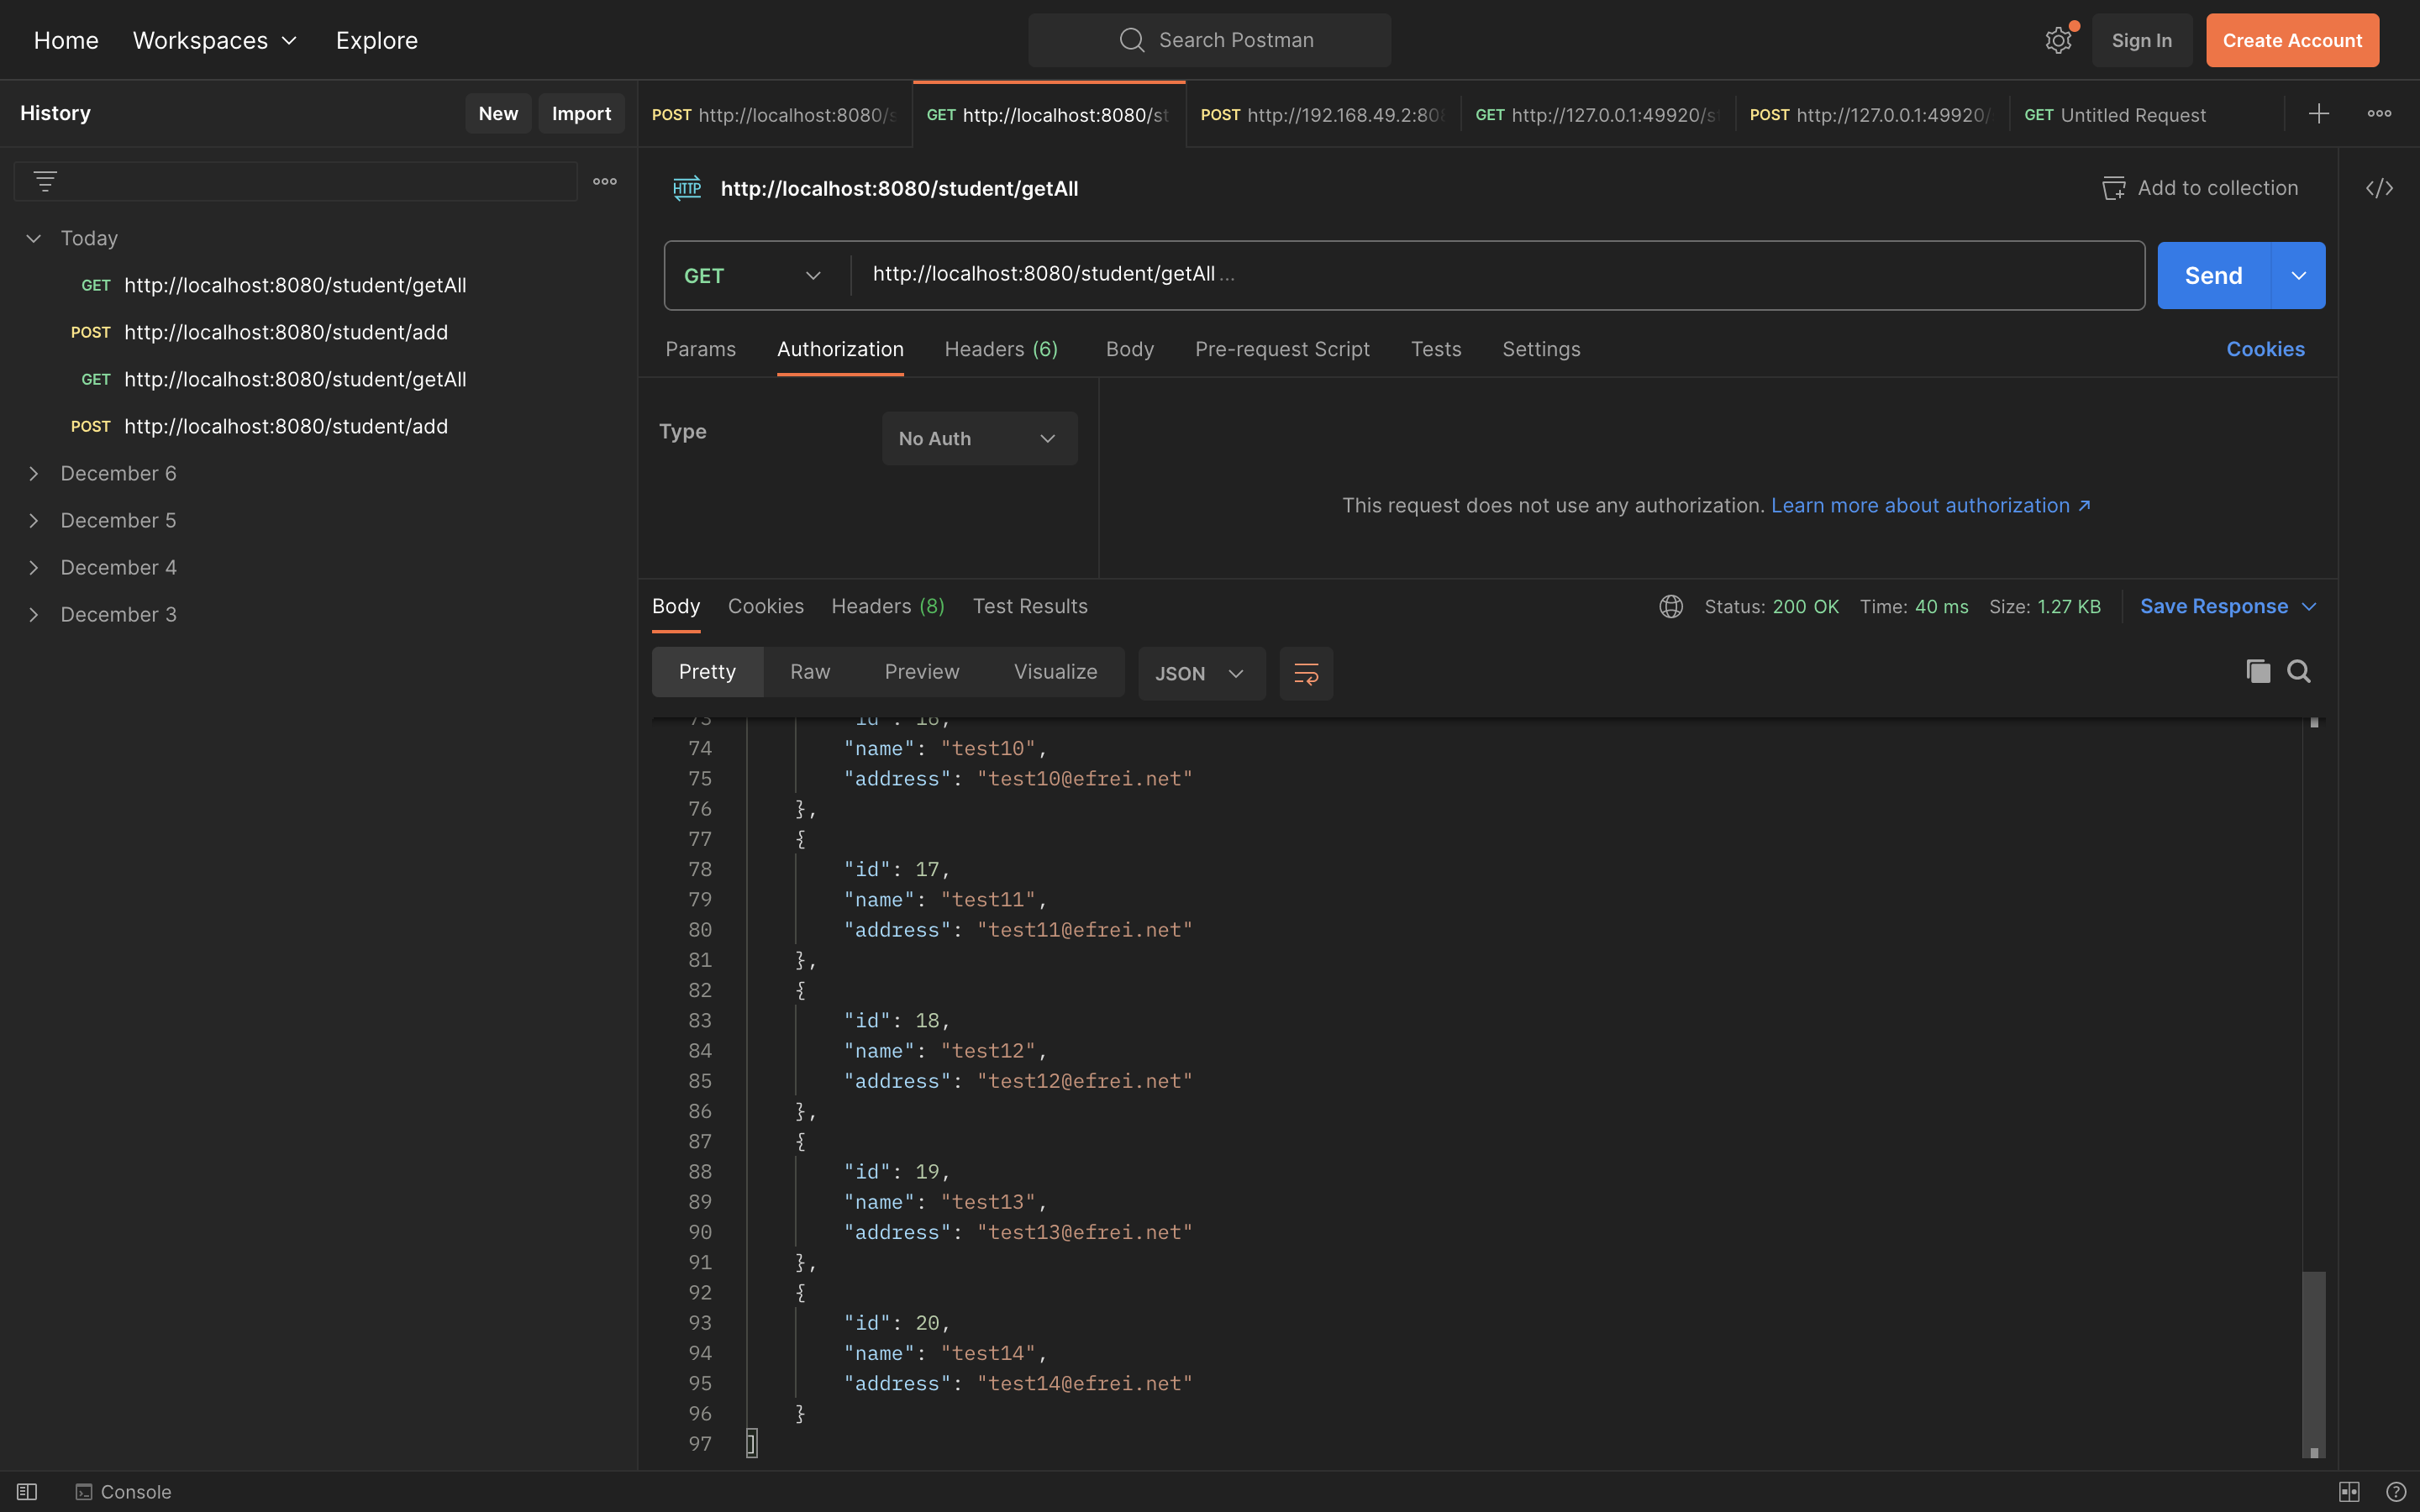 Home Workspaces Explore Search Postman Sign In Create Account
History New Import
POST http://localhost:8080/s GET http://localhost:8080/st POST http://192.168.49.2:808 GET http://127.0.0.1:49920/st POST http://127.0.0.1:49920/ GET Untitled Request
Today
GET http://localhost:8080/student/getAll
POST http://localhost:8080/student/add
GET http://localhost:8080/student/getAll
POST http://localhost:8080/student/add
December 6
December 5
December 4
December 3
HTTP http://localhost:8080/student/getAll Add to collection </>
GET http://localhost:8080/student/getAll... Send
Params Authorization Headers (6) Body Pre-request Script Tests Settings Cookies
Type No Auth
This request does not use any authorization. Learn more about authorization ↗
Body Cookies Headers (8) Test Results Status: 200 OK Time: 40 ms Size: 1.27 KB Save Response
Pretty Raw Preview Visualize JSON
73 "id": 16,
74 "name": "test10",
75 "address": "test10@efrei.net"
76 },
77 {
78 "id": 17,
79 "name": "test11",
80 "address": "test11@efrei.net"
81 },
82 {
83 "id": 18,
84 "name": "test12",
85 "address": "test12@efrei.net"
86 },
87 {
88 "id": 19,
89 "name": "test13",
90 "address": "test13@efrei.net"
91 },
92 {
93 "id": 20,
94 "name": "test14",
95 "address": "test14@efrei.net"
96 }
97 ]
Console